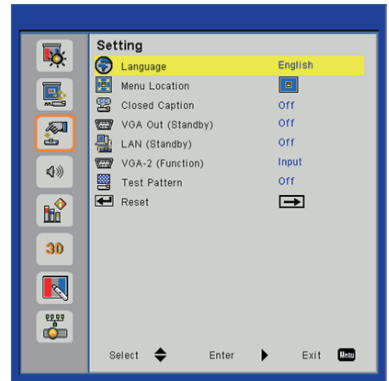 Setting
Language English
Menu Location
Closed Caption Off
VGA Out (Standby) Off
LAN (Standby) Off
VGA-2 (Function) Input
Test Pattern Off
Reset
3D
Select Enter Exit Menu